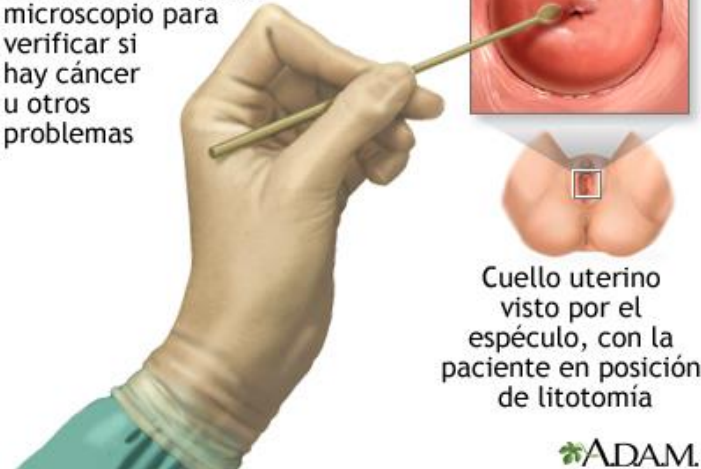 microscopio para
verificar si
hay cáncer
u otros
problemas
Cuello uterino
visto por el
espéculo, con la
paciente en posición
de litotomía
A.D.A.M.